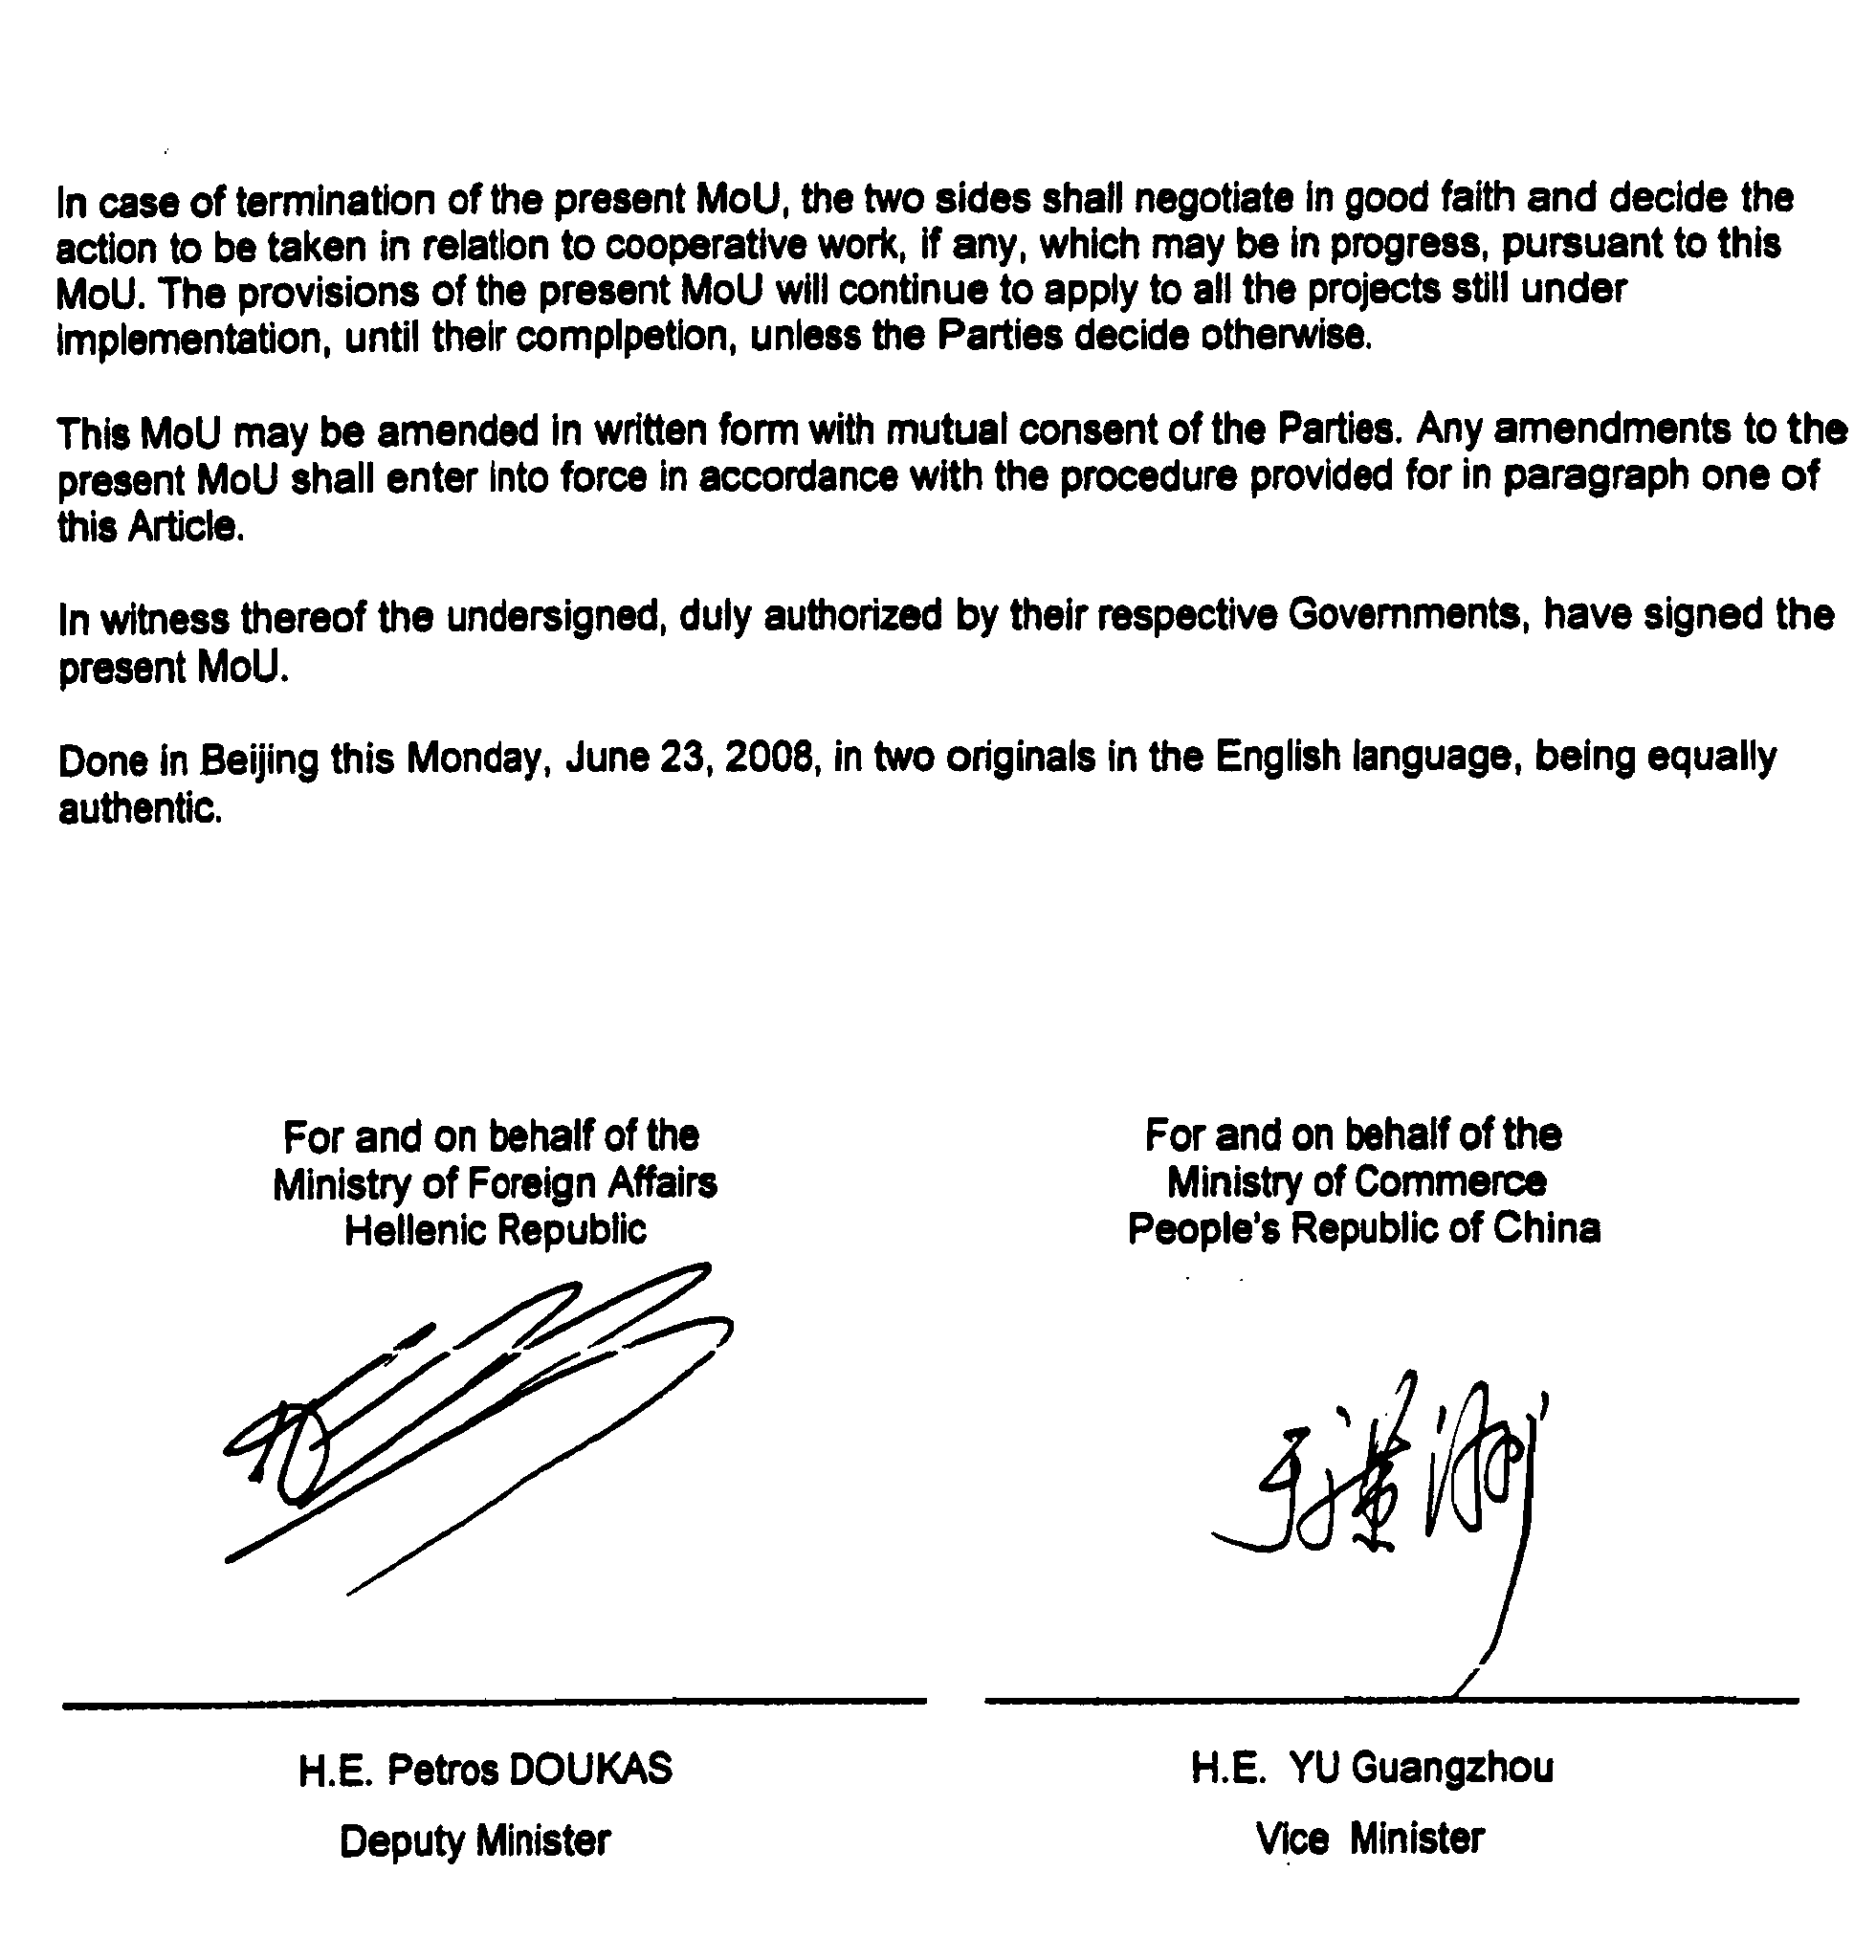 In case of termination of the present MoU, the two sides shall negotiate in good faith and decide the
action to be taken in relation to cooperative work, if any, which may be in progress, pursuant to this
MoU. The provisions of the present MoU will continue to apply to all the projects still under
implementation, until their complpetion, unless the Parties decide otherwise.
This MoU may be amended in written form with mutual consent of the Parties. Any amendments to the
present MoU shall enter into force in accordance with the procedure provided for in paragraph one of
this Article.
In witness thereof the undersigned, duly authorized by their respective Governments, have signed the
present MoU.
Done in Beijing this Monday, June 23, 2008, in two originals in the English language, being equally
authentic.
For and on behalf of the
Ministry of Foreign Affairs
Hellenic Republic
H.E. Petros DOUKAS
Deputy Minister
For and on behalf of the
Ministry of Commerce
People's Republic of China
H.E. YU Guangzhou
Vice Minister